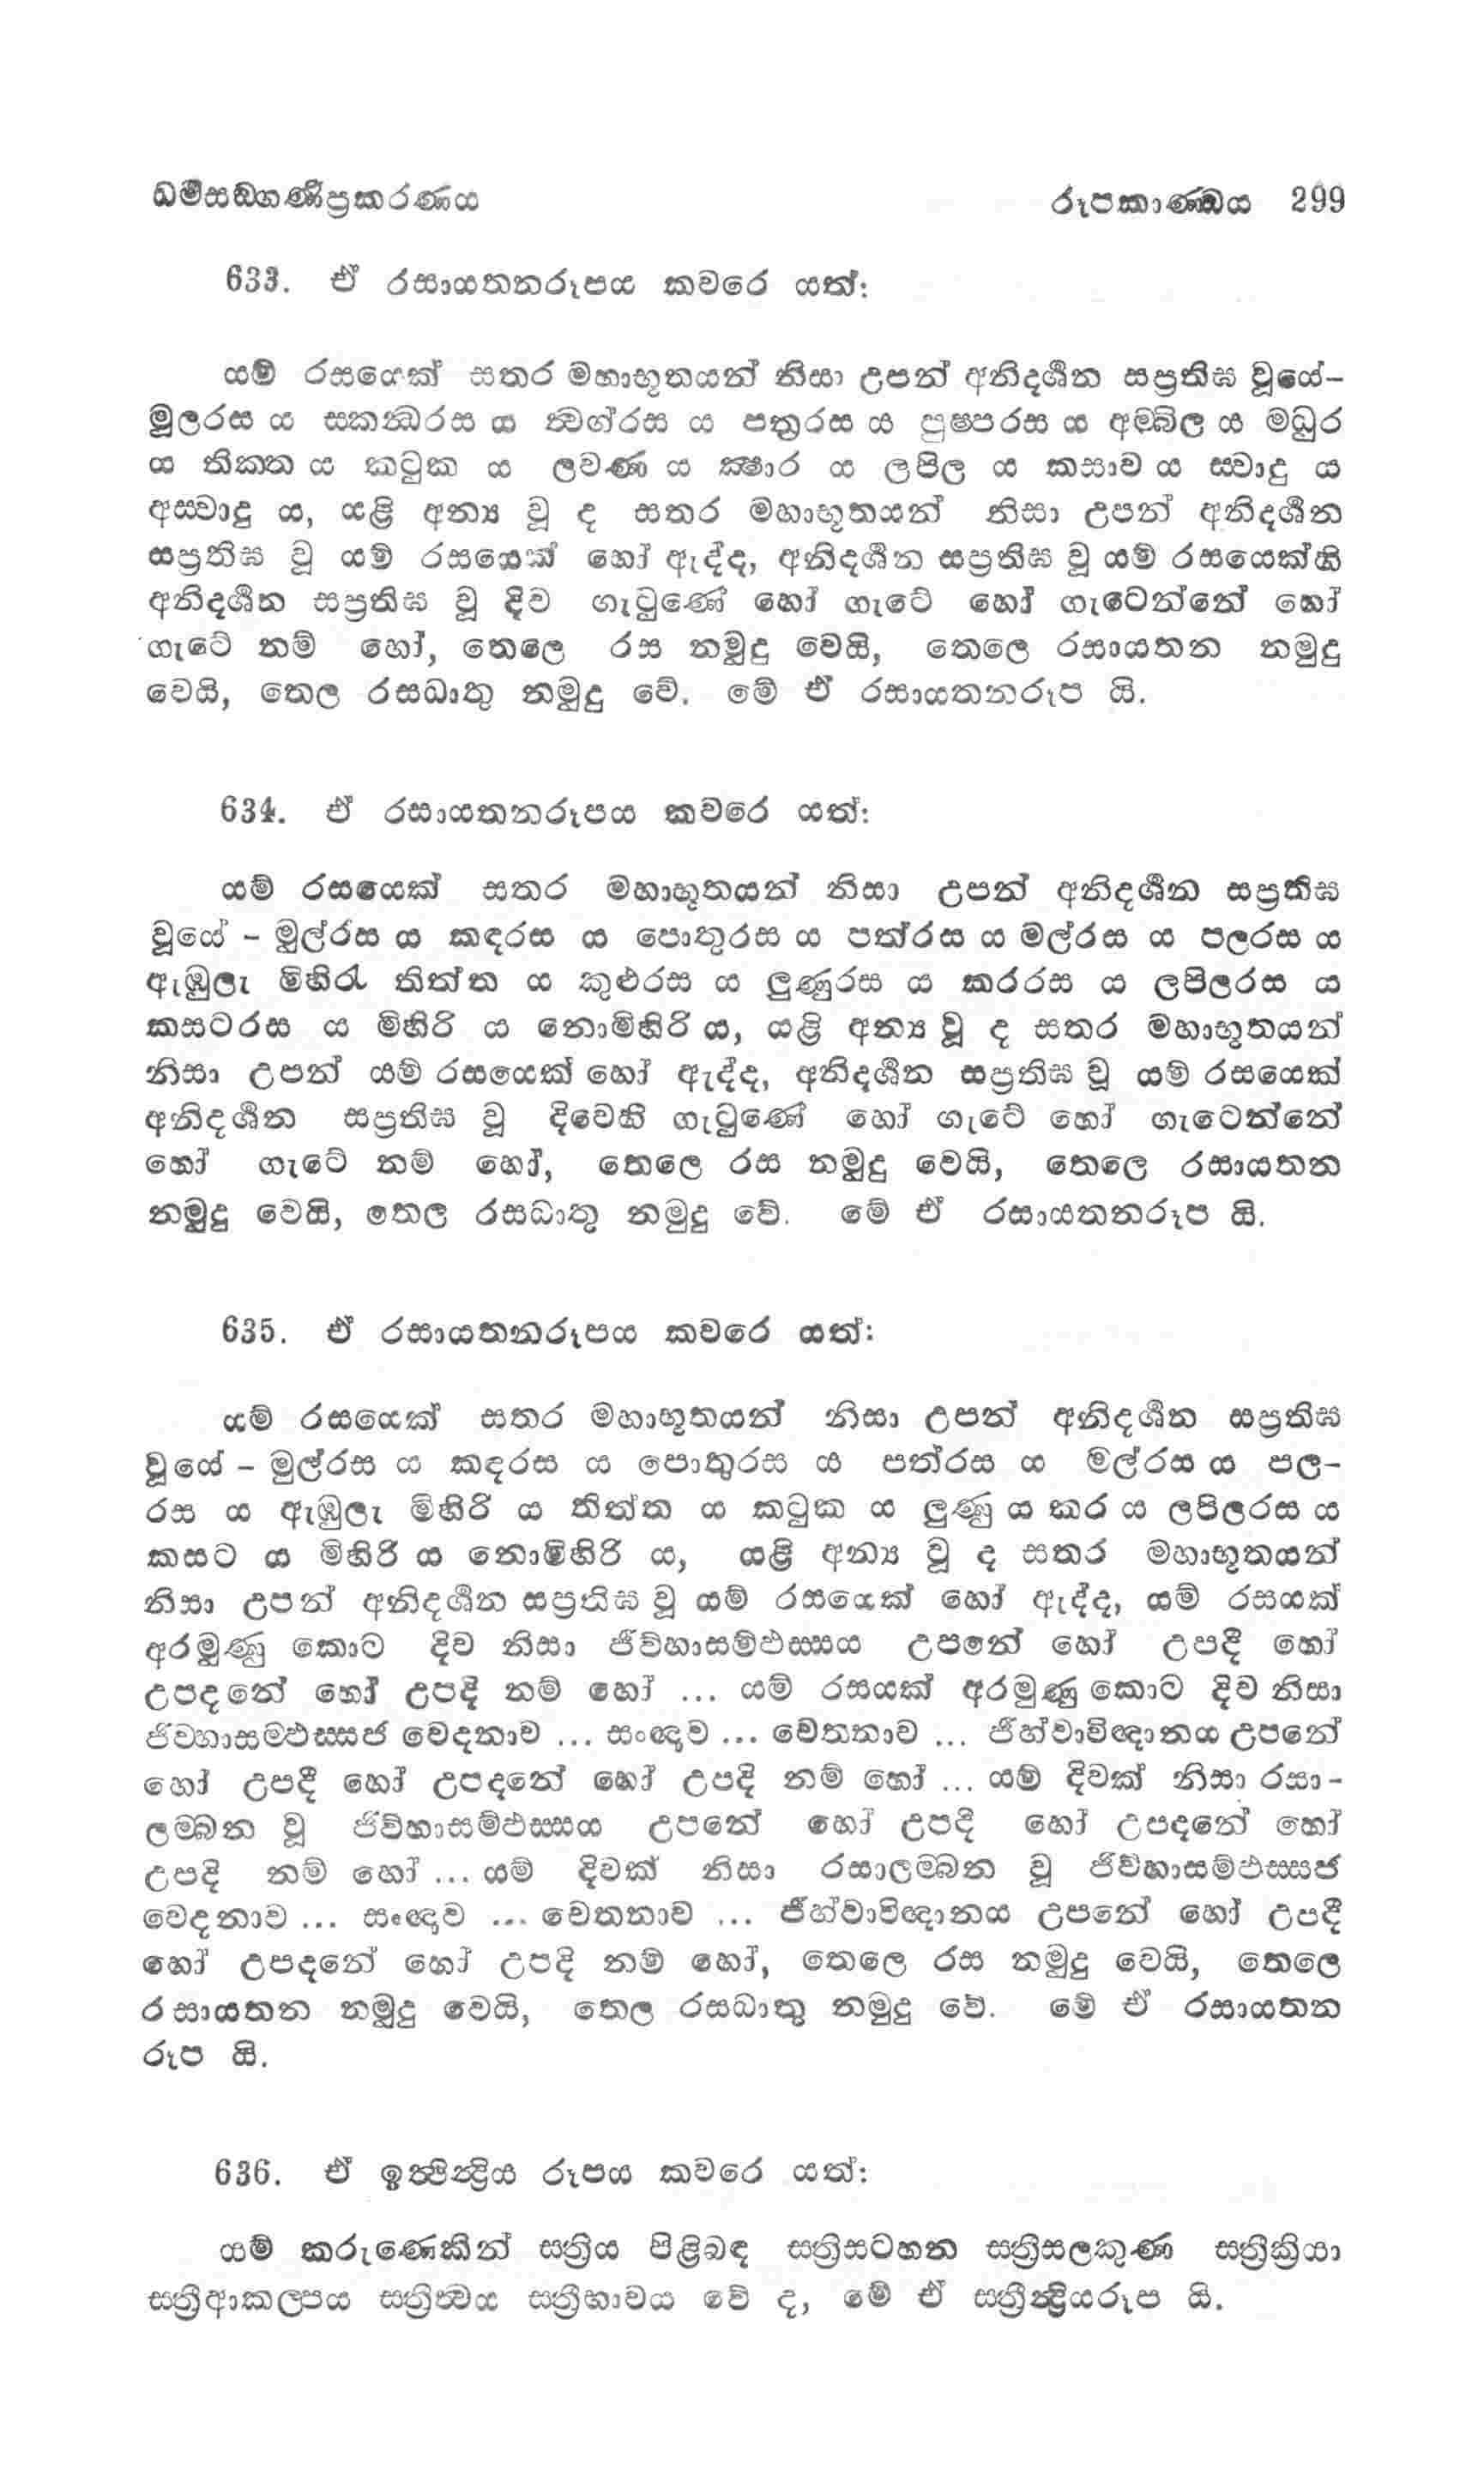 ධර්‍මසඞ්ගණිප්‍රකරණය රූපකාණ්ඩය 299
633. ඒ රසායතනරූපය කවරෙ යත්:
යම් රසයෙක් සතර මහාභූතයන් නිසා උපන් අනිදර්‍ශන සප්‍රතිඝ වූයේ-
මූලරස ය ස්කන්‍ධරස ය ත්‍වග්රස ය පත්‍රරස ය පුෂ්පරස ය අම්බිල ය මධුර
ය තික්ත ය කටුක ය ලවණ ය ක්‍ෂාර ය ලපිල ය කසාව ය ස්වාදු ය
අස්වාදු ය, යළි අන්‍ය වූ ද සතර මහාභූතයන් නිසා උපන් අනිදර්‍ශන
සප්‍රතිඝ වූ යම් රසයෙක් හෝ ඇද්ද, අනිදර්‍ශන සප්‍රතිඝ වූ යම් රසයෙක්හි
අනිදර්‍ශන සප්‍රතිඝ වූ දිව ගැටුණේ හෝ ගැටේ හෝ ගැටෙන්නේ හෝ
ගැටේ නම් හෝ, තෙලෙ රස නමුදු වෙයි, තෙලෙ රසායතන නමුදු
වෙයි, තෙල රසධාතු නමුදු වේ. මේ ඒ රසායතනරූප යි.
634. ඒ රසායතනරූපය කවරෙ යත්:
යම් රසයෙක් සතර මහාභූතයන් නිසා උපන් අනිදර්‍ශන සප්‍රතිඝ
වූයේ - මුල්රස ය කඳරස ය පොතුරස ය පත්රස ය මල්රස ය පලරස ය
ඇඹුලැ මිහිරැ තිත්ත ය කුළුරස ය ලුණුරස ය කරරස ය ලපිලරස ය
කසටරස ය මිහිරි ය නොමිහිරි ය, යළි අන්‍ය වූ ද සතර මහාභූතයන්
නිසා උපන් යම් රසයෙක් හෝ ඇද්ද, අනිදර්‍ශන සප්‍රතිඝ වූ යම් රසයෙක්
අනිදර්‍ශන සප්‍රතිඝ වූ දිවෙහි ගැටුණේ හෝ ගැටේ හෝ ගැටෙන්නේ
හෝ ගැටේ නම් හෝ, තෙලෙ රස නමුදු වෙයි, තෙලෙ රසායතන
නමුදු වෙයි, තෙල රසධාතු නමුදු වේ. මේ ඒ රසායතනරූප යි.
635. ඒ රසායතනරූපය කවරෙ යත්:
යම් රසයෙක් සතර මහාභූතයන් නිසා උපන් අනිදර්‍ශන සප්‍රතිඝ
වූයේ - මුල්රස ය කඳරස ය පොතුරස ය පත්රස ය මල්රස ය පල-
රස ය ඇඹුලැ මිහිරි ය තිත්ත ය කටුක ය ලුණු ය කර ය ලපිලරස ය
කසට ය මිහිරි ය නොමිහිරි ය, යළි අන්‍ය වූ ද සතර මහාභූතයන්
නිසා උපන් අනිදර්‍ශන සප්‍රතිඝ වූ යම් රසයෙක් හෝ ඇද්ද, යම් රසයක්
අරමුණු කොට දිව නිසා ජිව්හාසම්ඵස්සය උපනේ හෝ උපදී හෝ
උපදනේ හෝ උපදි නම් හෝ ... යම් රසයක් අරමුණු කොට දිව නිසා
ජිව්හාසම්ඵස්සජ වේදනාව ... සංඥාව ... චේතනාව ... ජිහ්වාවිඥානය උපනේ
හෝ උපදී හෝ උපදනේ හෝ උපදි නම් හෝ ... යම් දිවක් නිසා රසා-
ලම්බන වූ ජිව්හාසම්ඵස්සය උපනේ හෝ උපදි හෝ උපදනේ හෝ
උපදි නම් හෝ ... යම් දිවක් නිසා රසාලම්බන වූ ජිව්හාසම්ඵස්සජ
වේදනාව ... සංඥාව ... චේතනාව ... ජිහ්වාවිඥානය උපනේ හෝ උපදී
හෝ උපදනේ හෝ උපදි නම් හෝ, තෙලෙ රස නමුදු වෙයි, තෙලෙ
රසායතන නමුදු වෙයි, තෙල රසධාතු නමුදු වේ. මේ ඒ රසායතන
රූප යි.
636. ඒ ඉත්‍ථින්‍ද්‍රිය රූපය කවරෙ යත්:
යම් කරුණෙකින් ස්ත්‍රිය පිළිබඳ ස්ත්‍රීසටහන ස්ත්‍රීසලකුණ ස්ත්‍රීක්‍රියා
ස්ත්‍රීආකල්පය ස්ත්‍රීත්‍වය ස්ත්‍රීභාවය වේ ද, මේ ඒ ස්ත්‍රීන්‍ද්‍රියරූප යි.